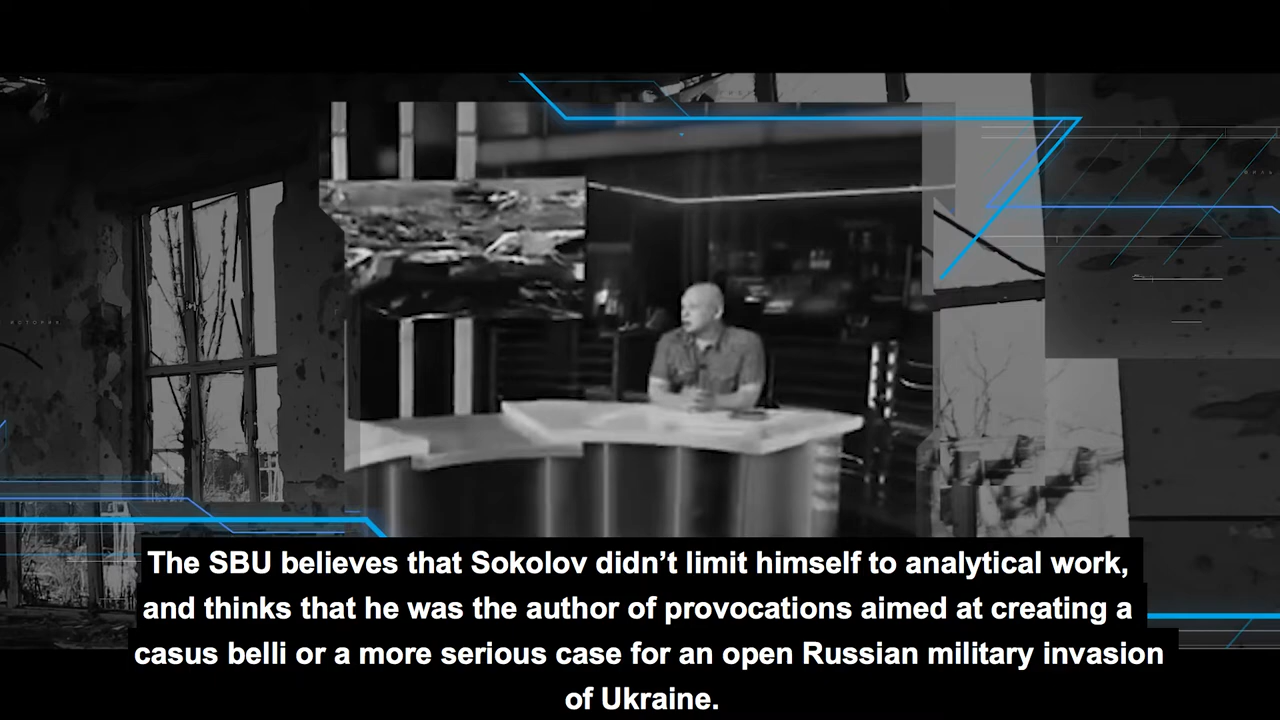 ИСТОРИЯ
The SBU believes that Sokolov didn’t limit himself to analytical work,
and thinks that he was the author of provocations aimed at creating a
casus belli or a more serious case for an open Russian military invasion
of Ukraine.